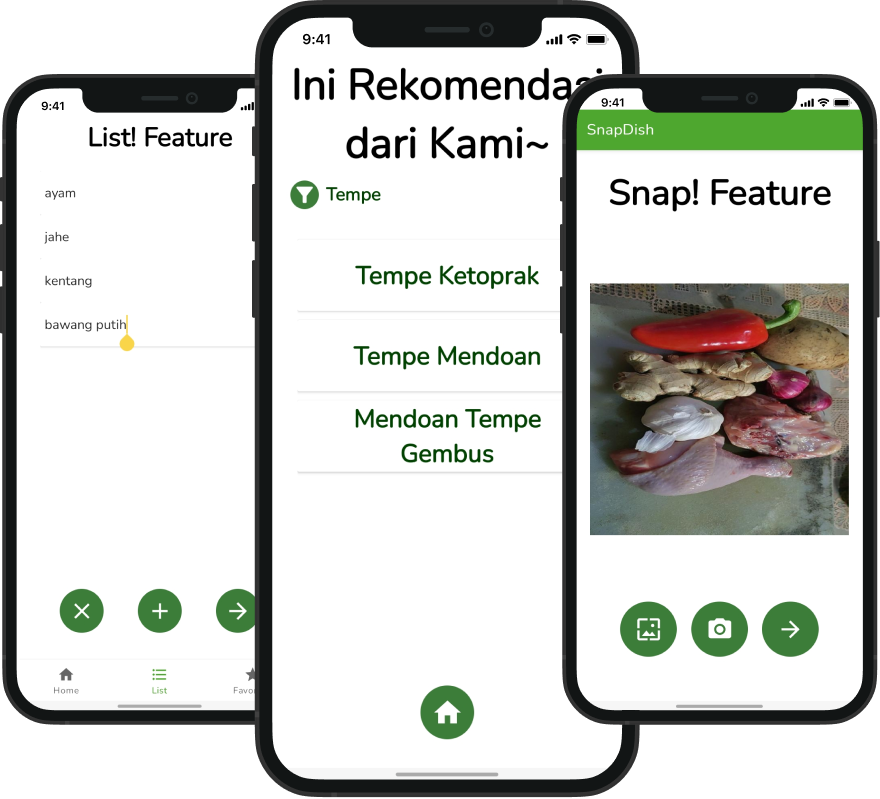 9:41
List! Feature
ayam
jahe
kentang
bawang putih
Home
List
9:41
Ini Rekomendasi
dari Kami~
Tempe
Tempe Ketoprak
Tempe Mendoan
Mendoan Tempe
Gembus
9:41
SnapDish
Snap! Feature